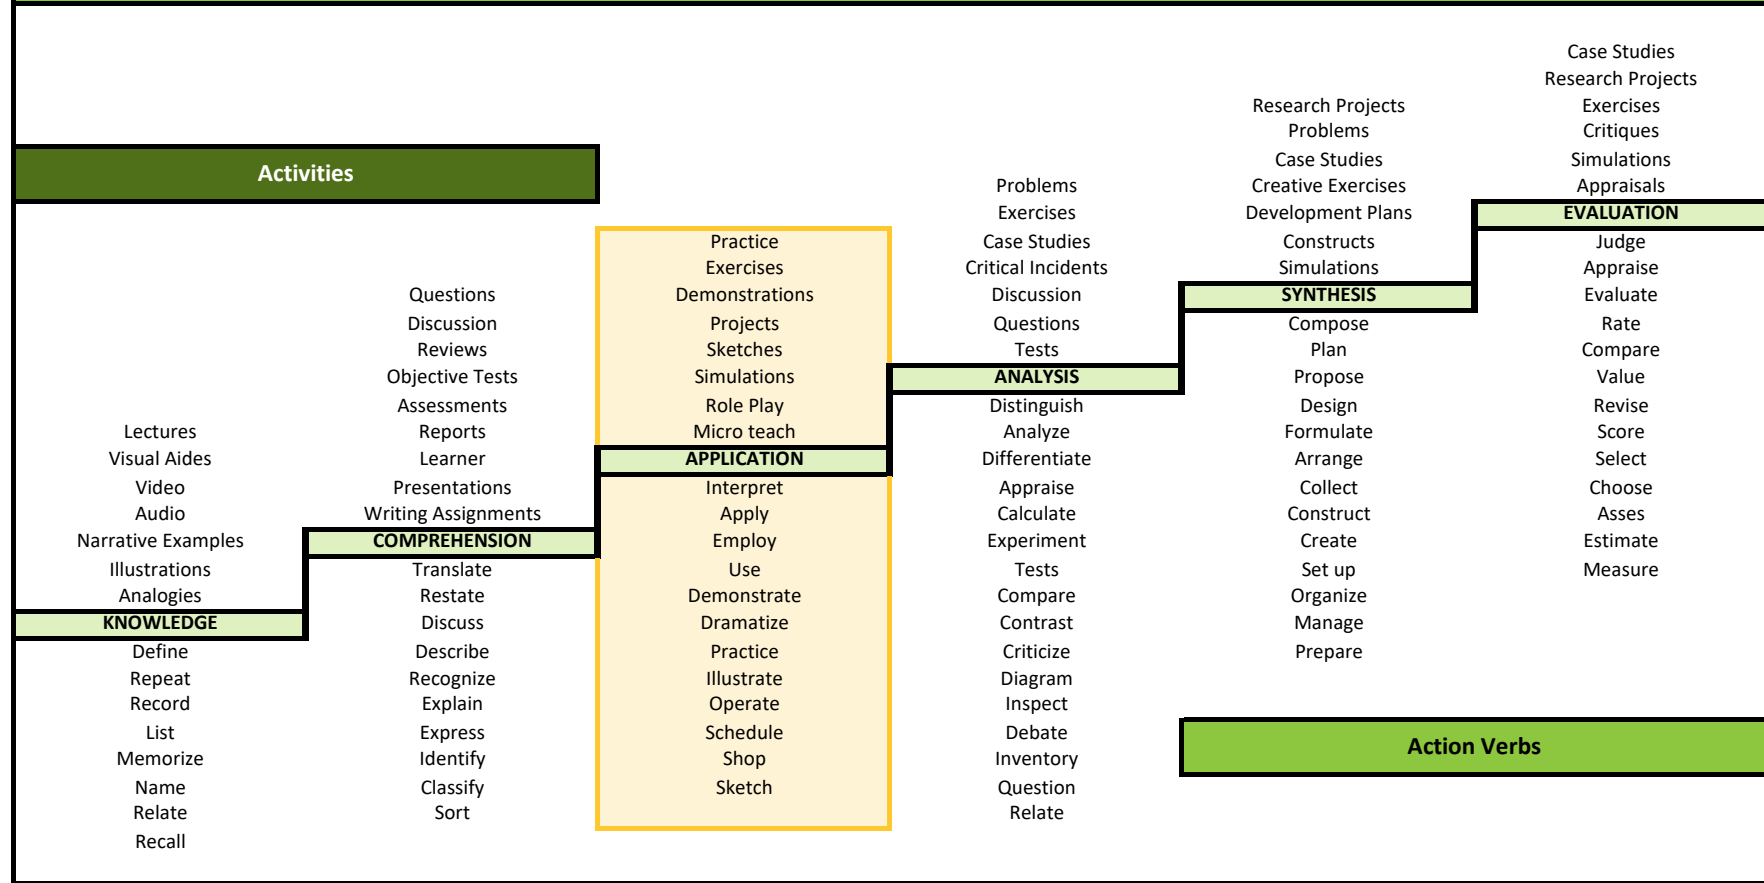 Activities
Lectures
Visual Aides
Video
Audio
Narrative Examples
Illustrations
Analogies
KNOWLEDGE
Define
Repeat
Record
List
Memorize
Name
Relate
Recall
Questions
Discussion
Reviews
Objective Tests
Assessments
Reports
Learner
Presentations
Writing Assignments
COMPREHENSION
Translate
Restate
Discuss
Describe
Recognize
Explain
Express
Identify
Classify
Sort
Practice
Exercises
Demonstrations
Projects
Sketches
Simulations
Role Play
Micro teach
APPLICATION
Interpret
Apply
Employ
Use
Demonstrate
Dramatize
Practice
Illustrate
Operate
Schedule
Shop
Sketch
Problems
Exercises
Case Studies
Critical Incidents
Discussion
Questions
Tests
ANALYSIS
Distinguish
Analyze
Differentiate
Appraise
Calculate
Experiment
Tests
Compare
Contrast
Criticize
Diagram
Inspect
Debate
Inventory
Question
Relate
Research Projects
Problems
Case Studies
Creative Exercises
Development Plans
Constructs
Simulations
SYNTHESIS
Compose
Plan
Propose
Design
Formulate
Arrange
Collect
Construct
Create
Set up
Organize
Manage
Prepare
Case Studies
Research Projects
Exercises
Critiques
Simulations
Appraisals
EVALUATION
Judge
Appraise
Evaluate
Rate
Compare
Value
Revise
Score
Select
Choose
Asses
Estimate
Measure
Action Verbs